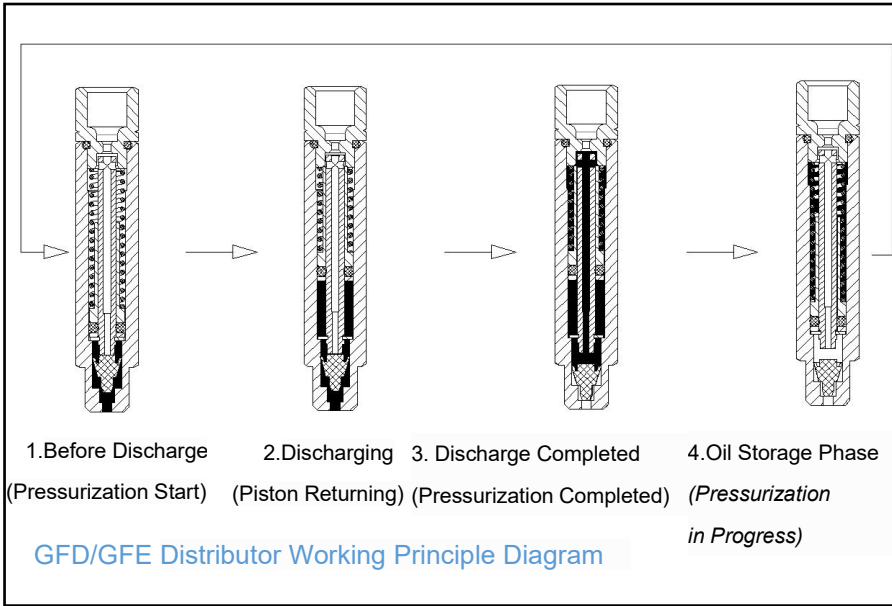 1.Before Discharge
(Pressurization Start)
2.Discharging
(Piston Returning)
3. Discharge Completed
(Pressurization Completed)
4.Oil Storage Phase
(Pressurization
in Progress)
GFD/GFE Distributor Working Principle Diagram